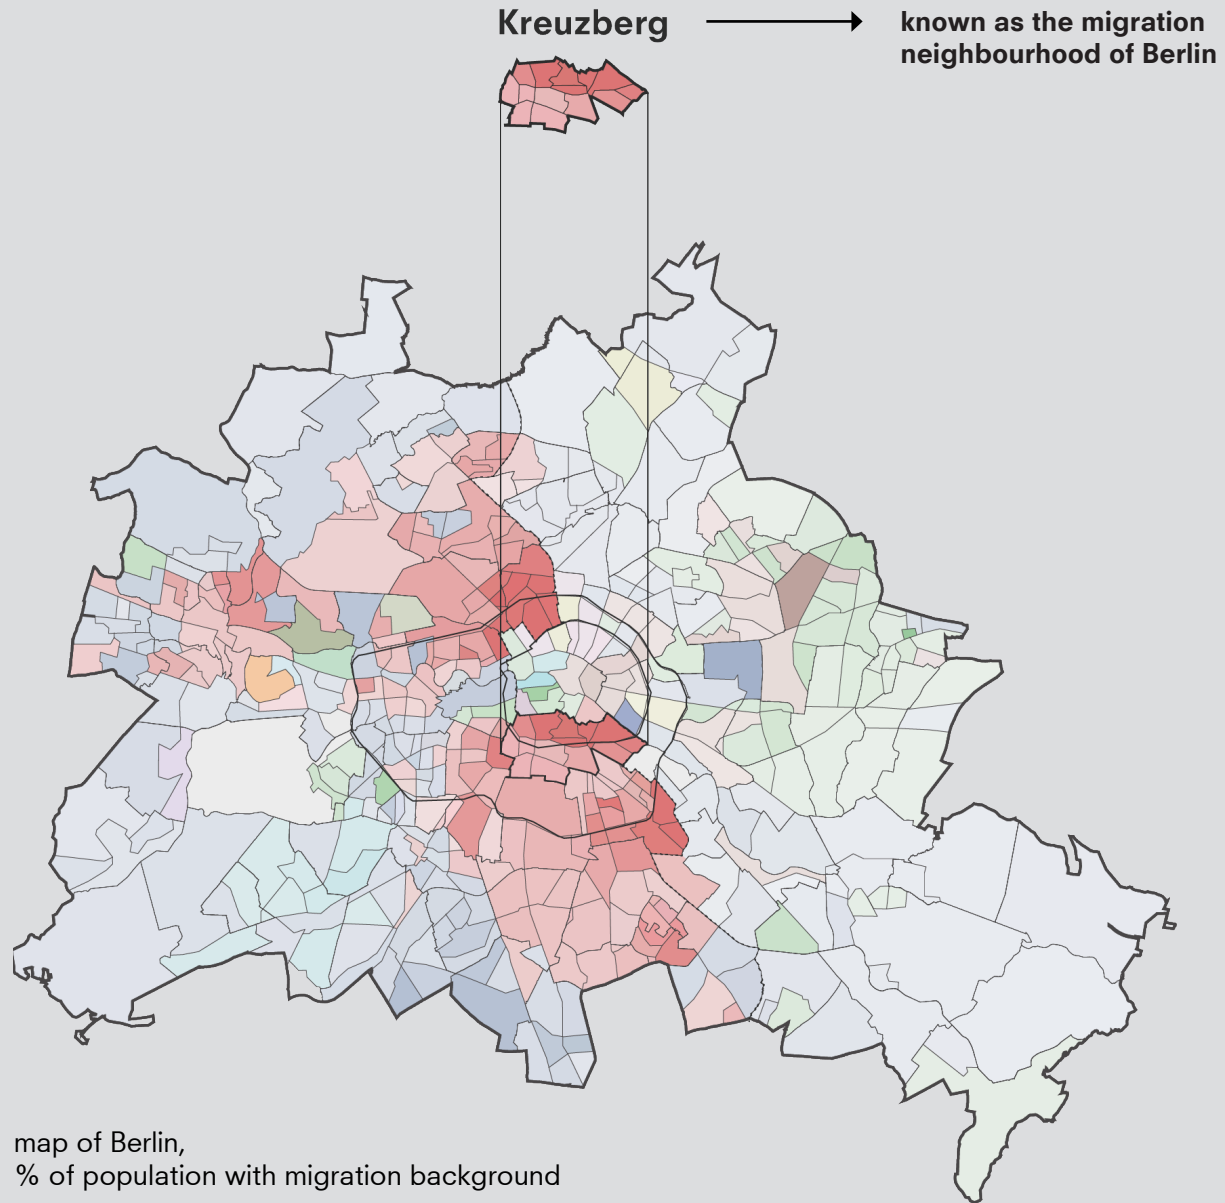 Kreuzberg
known as the migration
neighbourhood of Berlin
map of Berlin,
% of population with migration background